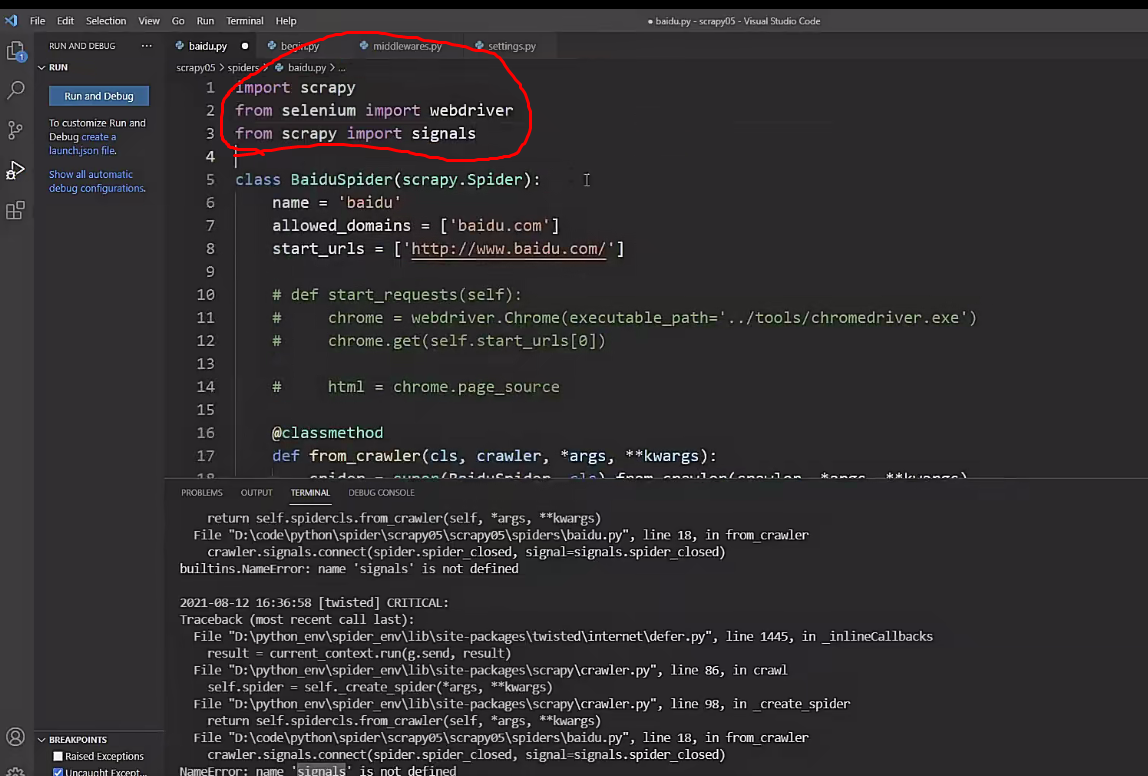 File Edit Selection View Go Run Terminal Help
● baidu.py - scrapy05 - Visual Studio Code
RUN AND DEBUG ...
baidu.py ● begin.py middlewares.py settings.py
RUN
scrapy05 > spiders > baidu.py > ...
Run and Debug
To customize Run and
Debug create a
launch.json file.
Show all automatic
debug configurations.
1 import scrapy
2 from selenium import webdriver
3 from scrapy import signals
4
5 class BaiduSpider(scrapy.Spider):
6 name = 'baidu'
7 allowed_domains = ['baidu.com']
8 start_urls = ['http://www.baidu.com/']
9
10 # def start_requests(self):
11 # chrome = webdriver.Chrome(executable_path='../tools/chromedriver.exe')
12 # chrome.get(self.start_urls[0])
13
14 # html = chrome.page_source
15
16 @classmethod
17 def from_crawler(cls, crawler, *args, **kwargs):
18 spider = super(BaiduSpider, cls).from_crawler(crawler, *args, **kwargs)
PROBLEMS OUTPUT TERMINAL DEBUG CONSOLE
return self.spidercls.from_crawler(self, *args, **kwargs)
File "D:\code\python\spider\scrapy05\scrapy05\spiders\baidu.py", line 18, in from_crawler
crawler.signals.connect(spider.spider_closed, signal=signals.spider_closed)
builtins.NameError: name 'signals' is not defined
2021-08-12 16:36:58 [twisted] CRITICAL:
Traceback (most recent call last):
File "D:\python_env\spider_env\lib\site-packages\twisted\internet\defer.py", line 1445, in _inlineCallbacks
result = current_context.run(g.send, result)
File "D:\python_env\spider_env\lib\site-packages\scrapy\crawler.py", line 86, in crawl
self.spider = self._create_spider(*args, **kwargs)
File "D:\python_env\spider_env\lib\site-packages\scrapy\crawler.py", line 98, in _create_spider
return self.spidercls.from_crawler(self, *args, **kwargs)
File "D:\code\python\spider\scrapy05\scrapy05\spiders\baidu.py", line 18, in from_crawler
crawler.signals.connect(spider.spider_closed, signal=signals.spider_closed)
NameError: name 'signals' is not defined
BREAKPOINTS
Raised Exceptions
Uncaught Except...
1